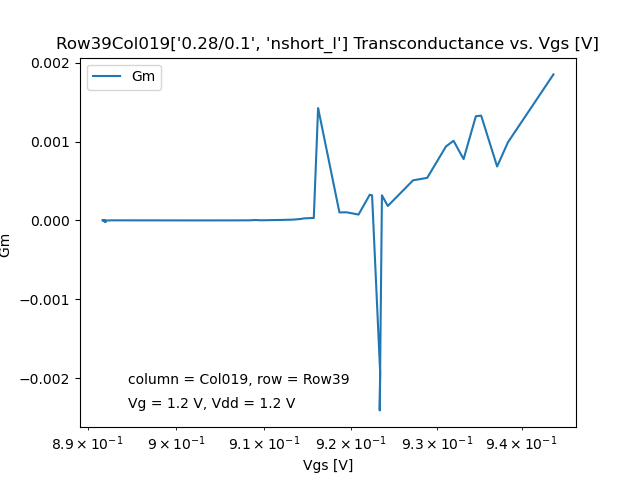 Row39Col019['0.28/0.1', 'nshort_l'] Transconductance vs. Vgs [V]
Gm
0.002
0.001
0.000
−0.001
−0.002
Gm
column = Col019, row = Row39
Vg = 1.2 V, Vdd = 1.2 V
8.9 × 10⁻¹ 9 × 10⁻¹ 9.1 × 10⁻¹ 9.2 × 10⁻¹ 9.3 × 10⁻¹ 9.4 × 10⁻¹
Vgs [V]